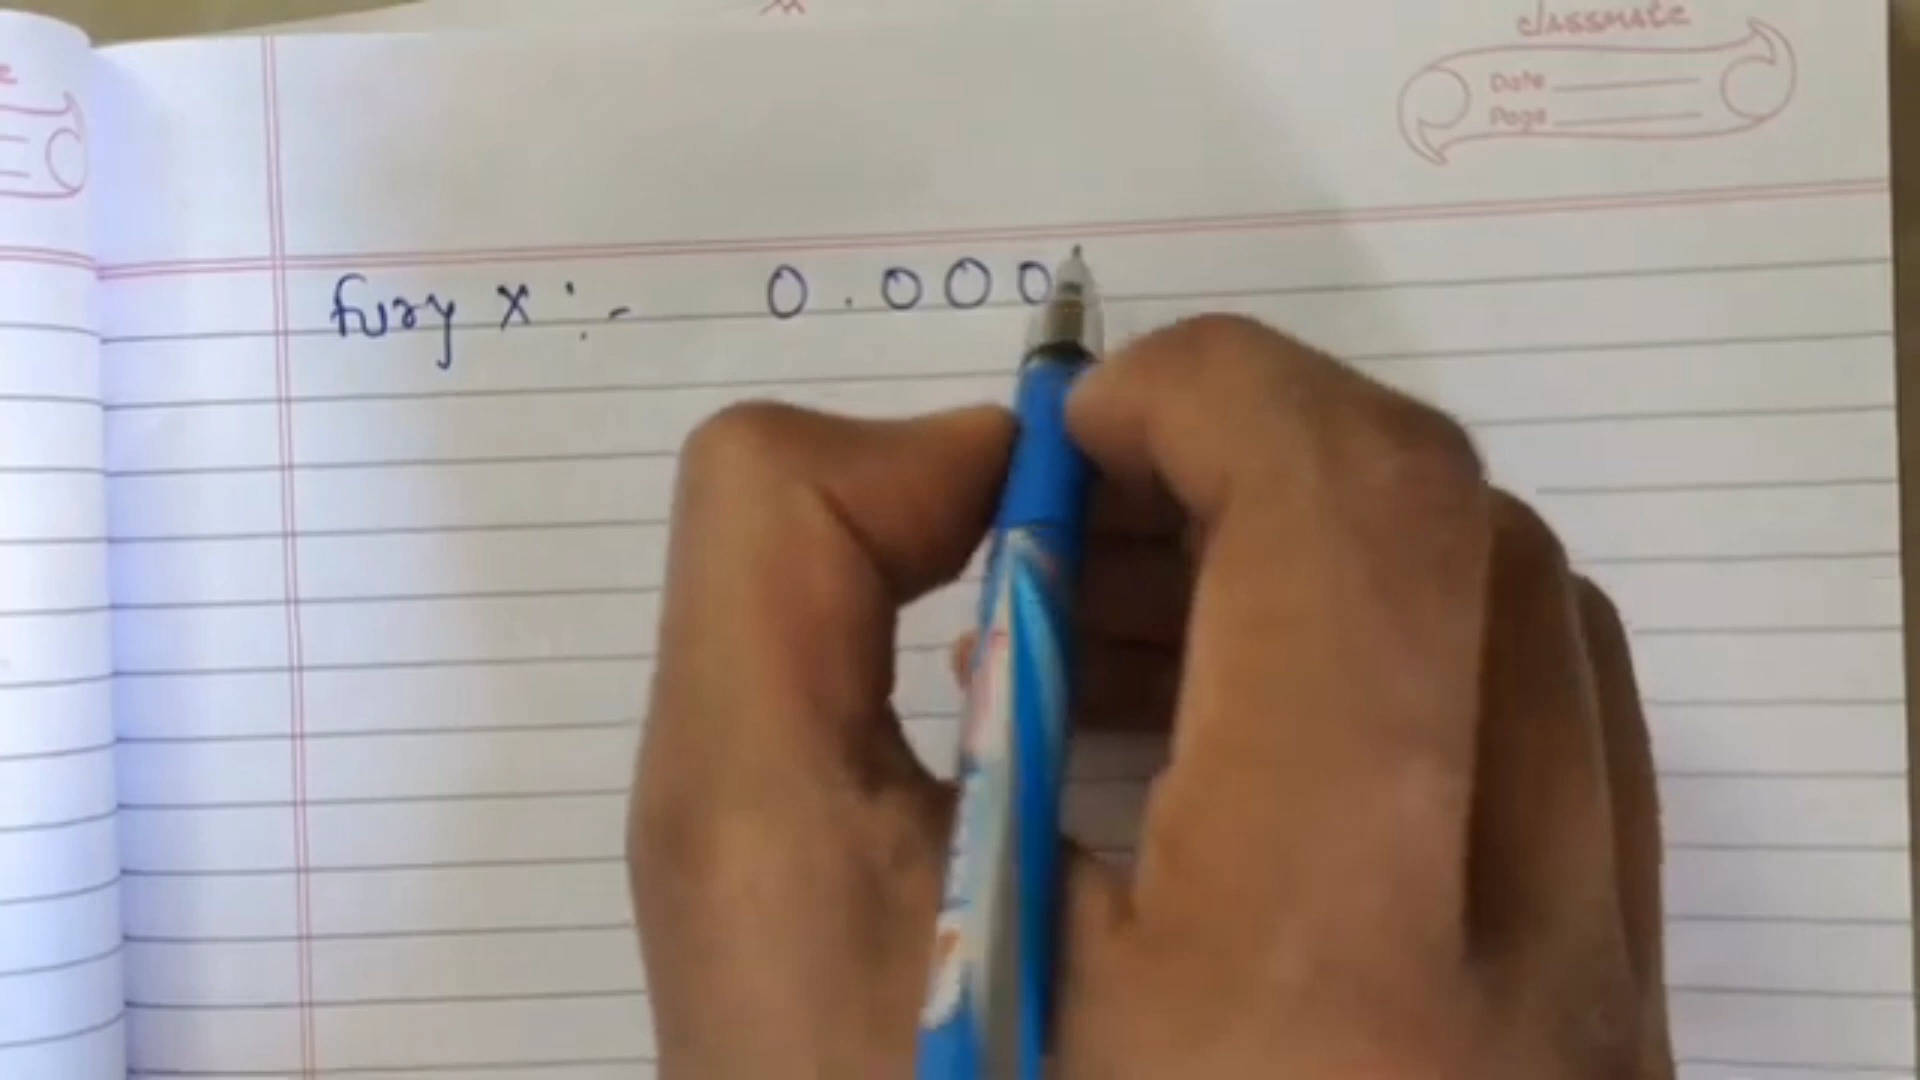 classmate
Date
Page
fury x :- 0.000